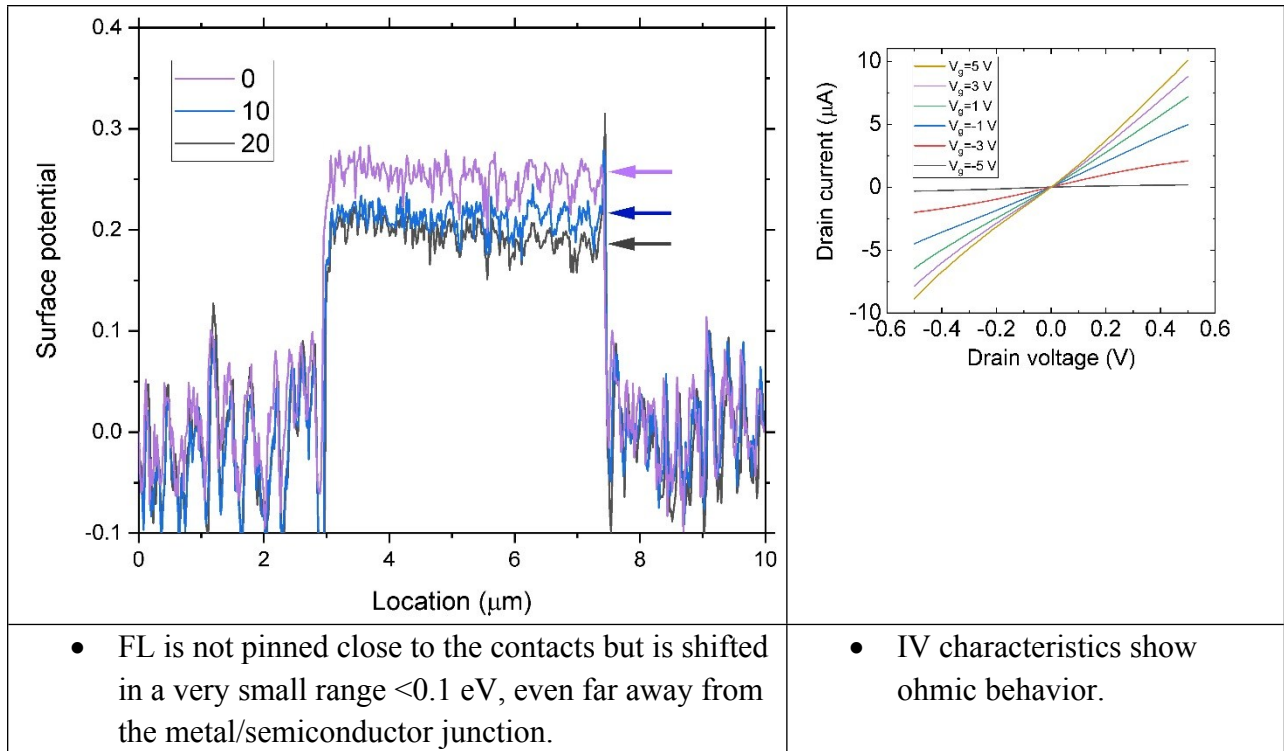 0.4
0.3
0.2
0.1
0.0
-0.1
Surface potential
0
10
20
0 2 4 6 8 10
Location (μm)
10
5
0
-5
-10
Drain current (μA)
V_g=5 V
V_g=3 V
V_g=1 V
V_g=-1 V
V_g=-3 V
V_g=-5 V
-0.6 -0.4 -0.2 0.0 0.2 0.4 0.6
Drain voltage (V)
• FL is not pinned close to the contacts but is shifted
in a very small range <0.1 eV, even far away from
the metal/semiconductor junction.
• IV characteristics show
ohmic behavior.